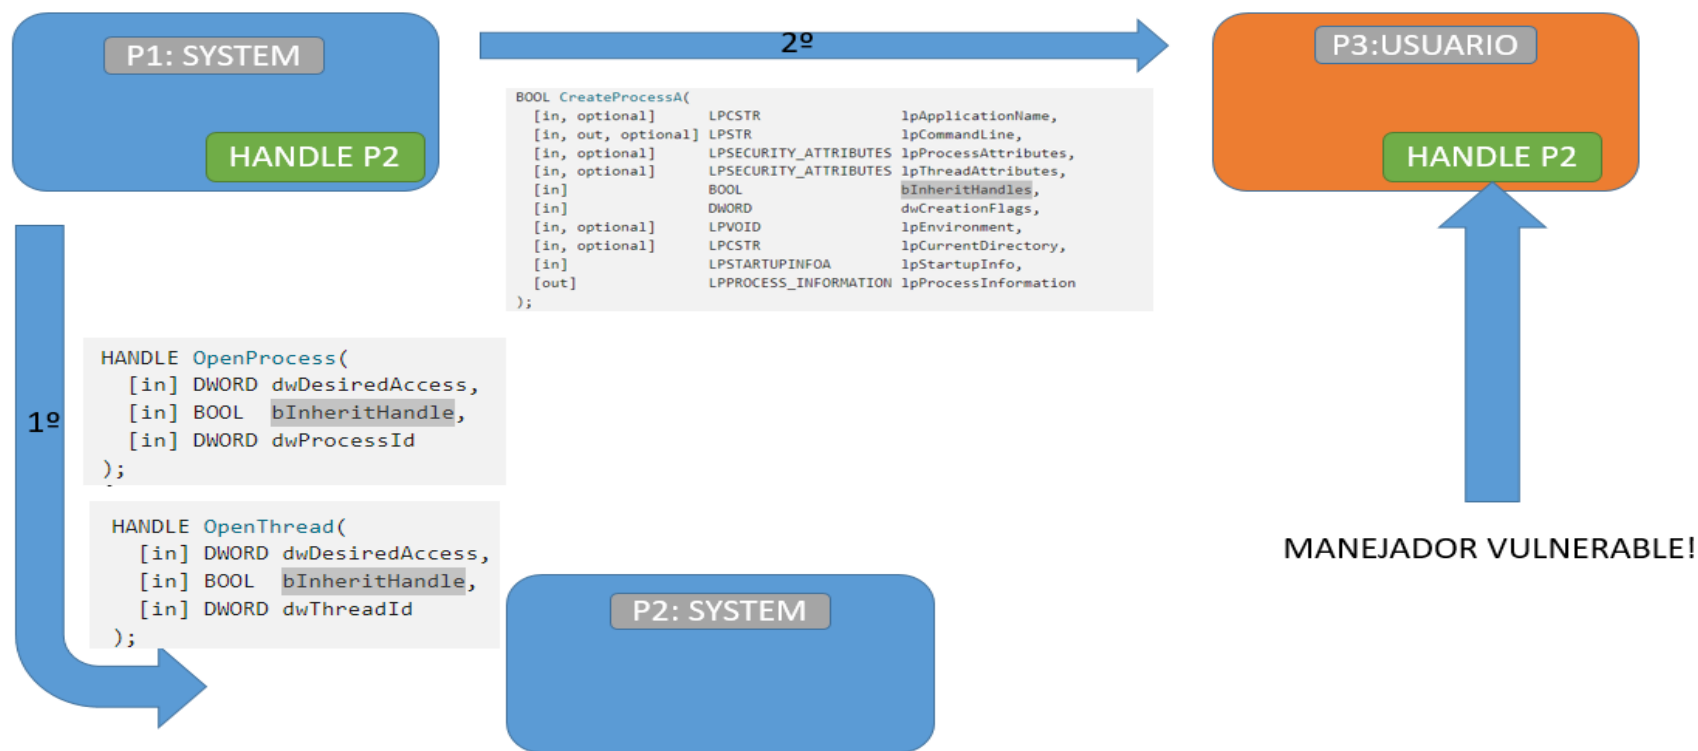 P1: SYSTEM
HANDLE P2
2º
P3:USUARIO
HANDLE P2
BOOL CreateProcessA(
[in, optional] LPCSTR lpApplicationName,
[in, out, optional] LPSTR lpCommandLine,
[in, optional] LPSECURITY_ATTRIBUTES lpProcessAttributes,
[in, optional] LPSECURITY_ATTRIBUTES lpThreadAttributes,
[in] BOOL bInheritHandles,
[in] DWORD dwCreationFlags,
[in, optional] LPVOID lpEnvironment,
[in, optional] LPCSTR lpCurrentDirectory,
[in] LPSTARTUPINFOA lpStartupInfo,
[out] LPPROCESS_INFORMATION lpProcessInformation
);
1º
HANDLE OpenProcess(
[in] DWORD dwDesiredAccess,
[in] BOOL bInheritHandle,
[in] DWORD dwProcessId
);
HANDLE OpenThread(
[in] DWORD dwDesiredAccess,
[in] BOOL bInheritHandle,
[in] DWORD dwThreadId
);
P2: SYSTEM
MANEJADOR VULNERABLE!